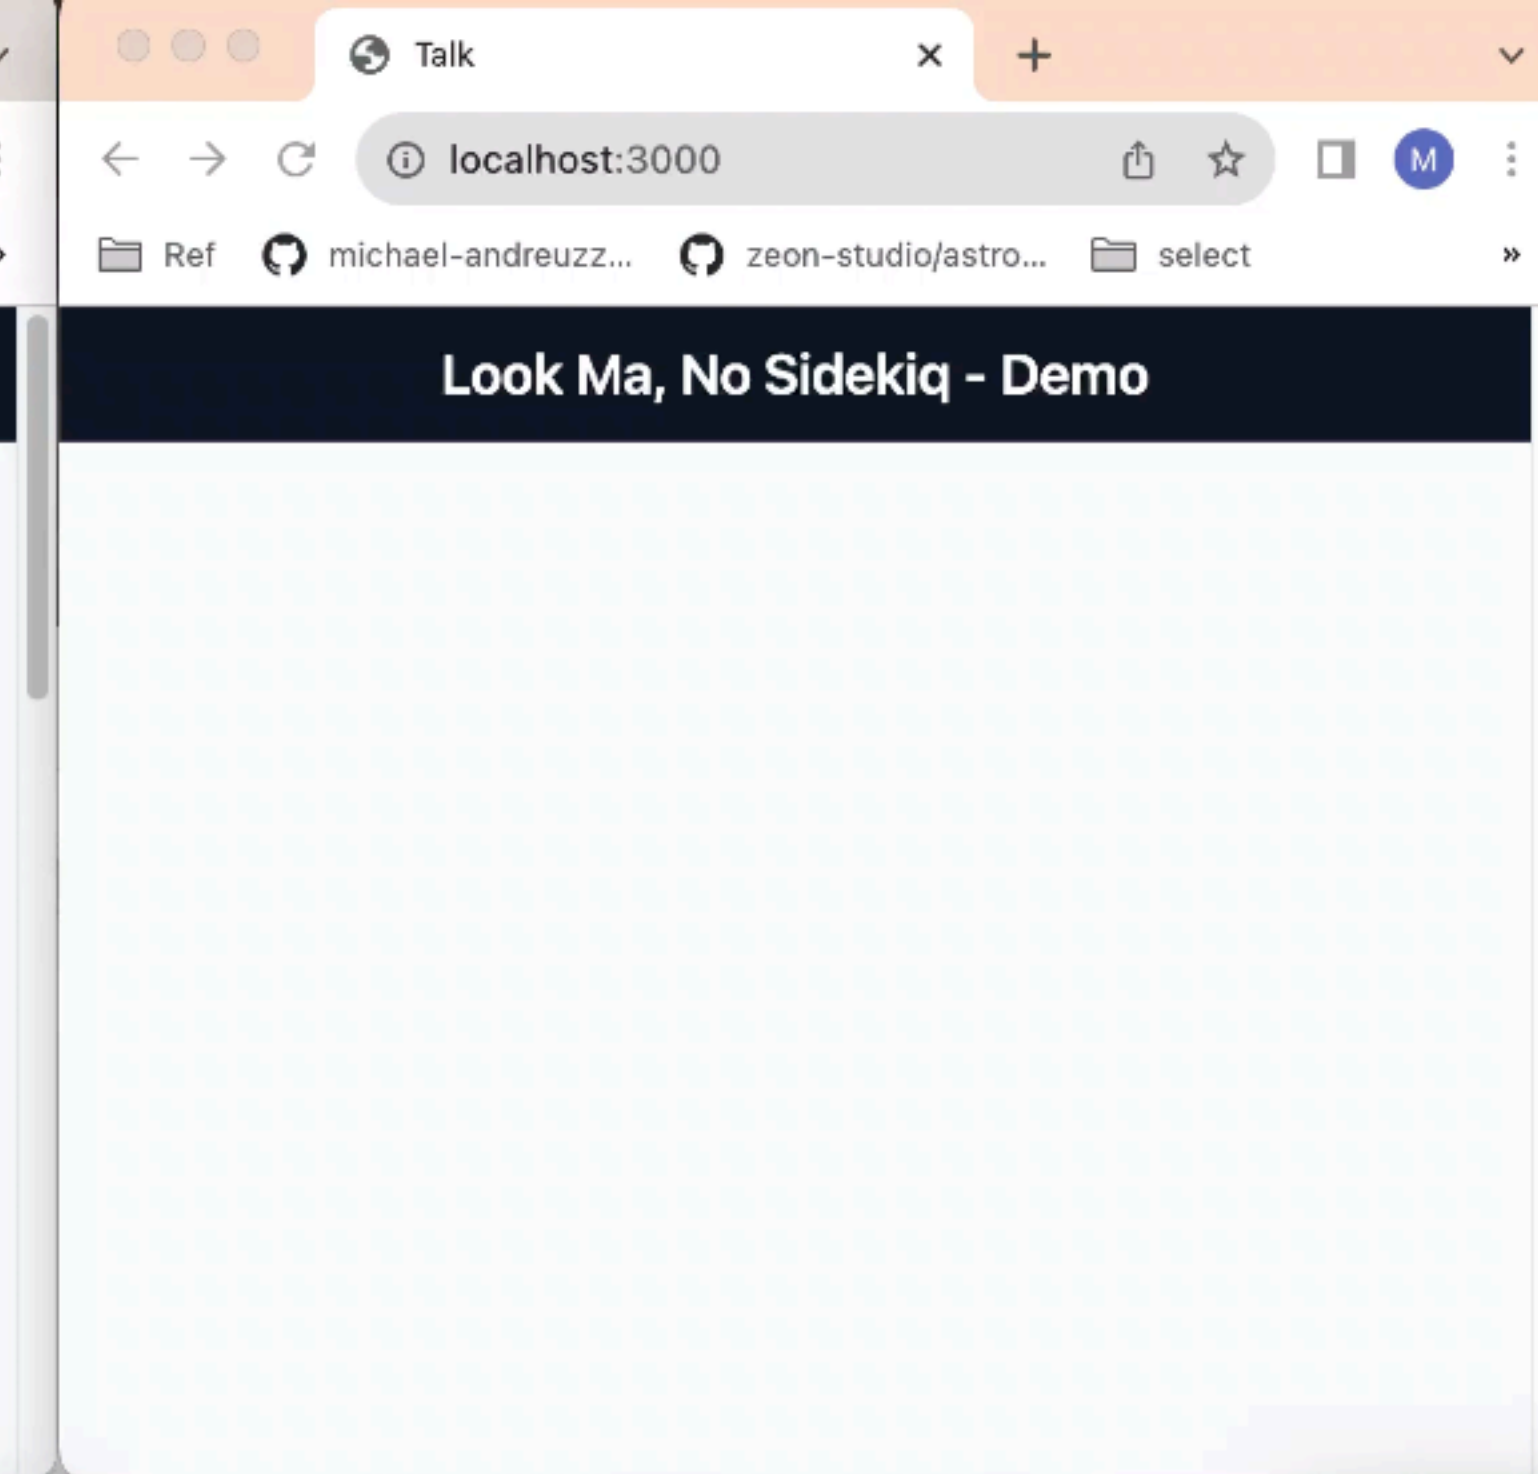 Talk
localhost:3000
M
Ref
michael-andreuzz...
zeon-studio/astro...
select
»
Look Ma, No Sidekiq - Demo